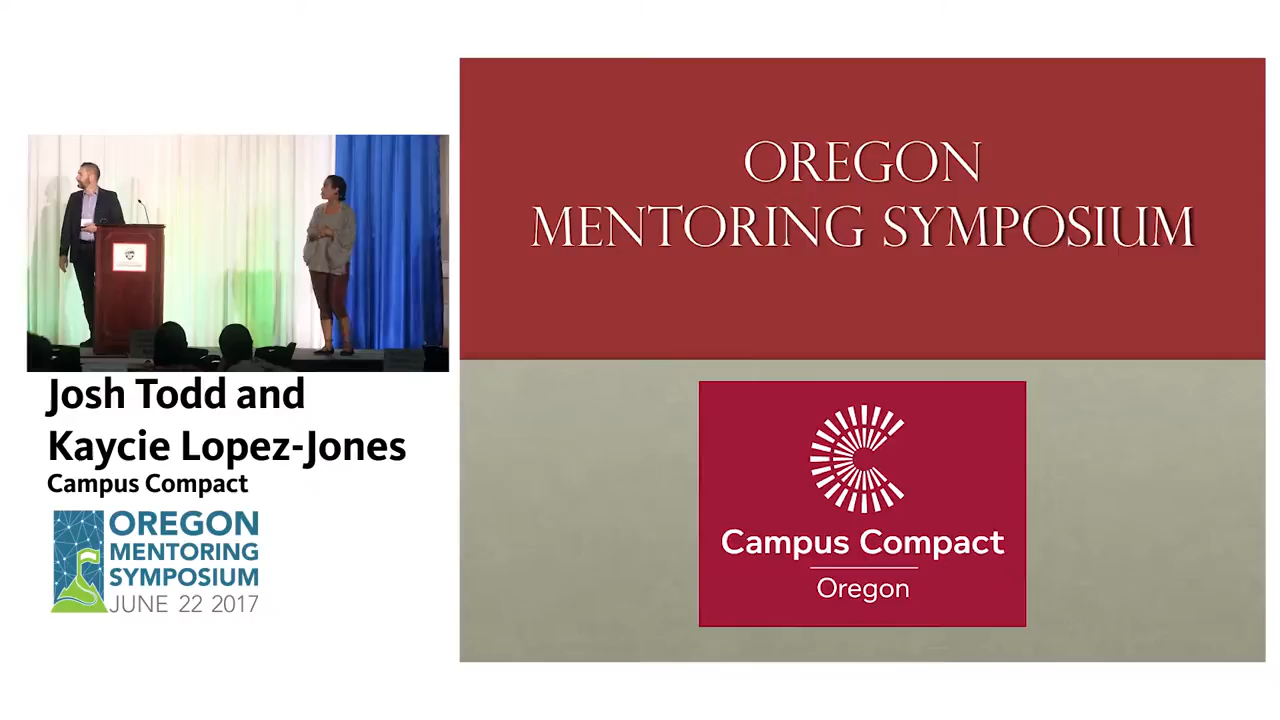 Josh Todd and
Kaycie Lopez-Jones
Campus Compact
OREGON
MENTORING
SYMPOSIUM
JUNE 22 2017
OREGON
MENTORING SYMPOSIUM
Campus Compact
Oregon